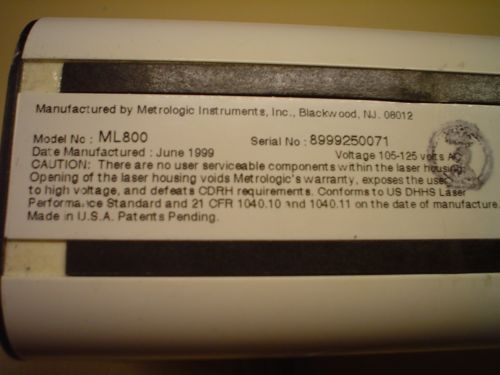 Manufactured by Metrologic Instruments, Inc., Blackwood, NJ. 08012
Model No : ML800 Serial No : 8999250071
Date Manufactured : June 1999 Voltage 105-125 volts AC
CAUTION: There are no user serviceable components within the laser housing.
Opening of the laser housing voids Metrologic's warranty, exposes the user
to high voltage, and defeats CDRH requirements. Conforms to US DHHS Laser
Performance Standard and 21 CFR 1040.10 and 1040.11 on the date of manufacture.
Made in U.S.A. Patents Pending.